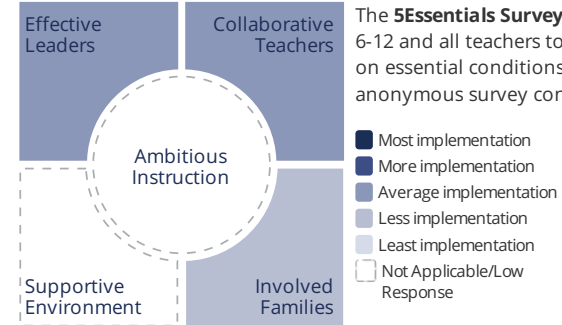 Effective
Leaders
Collaborative
Teachers
Ambitious
Instruction
Supportive
Environment
Involved
Families
The 5Essentials Survey
6-12 and all teachers to
on essential conditions
anonymous survey con
Most implementation
More implementation
Average implementation
Less implementation
Least implementation
Not Applicable/Low
Response